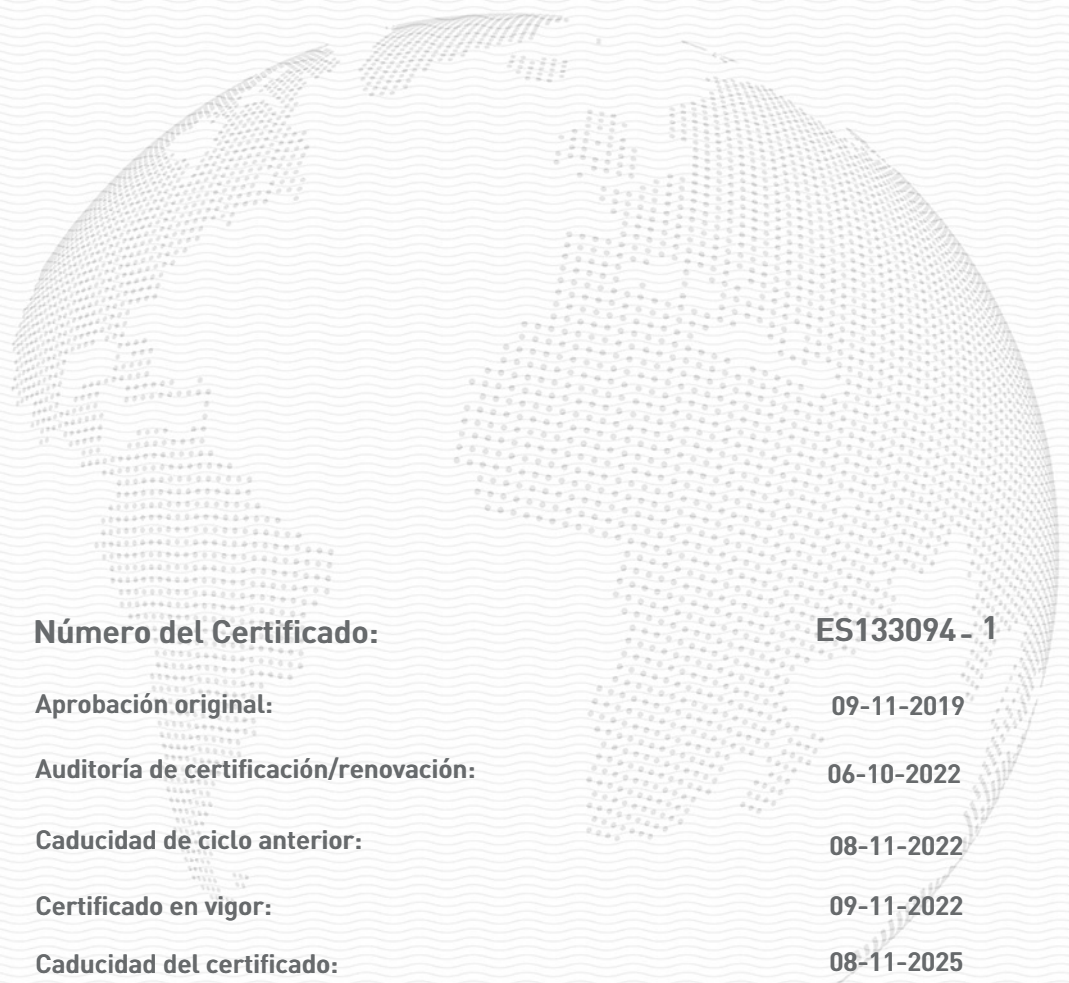 Número del Certificado: ES133094- 1
Aprobación original: 09-11-2019
Auditoría de certificación/renovación: 06-10-2022
Caducidad de ciclo anterior: 08-11-2022
Certificado en vigor: 09-11-2022
Caducidad del certificado: 08-11-2025